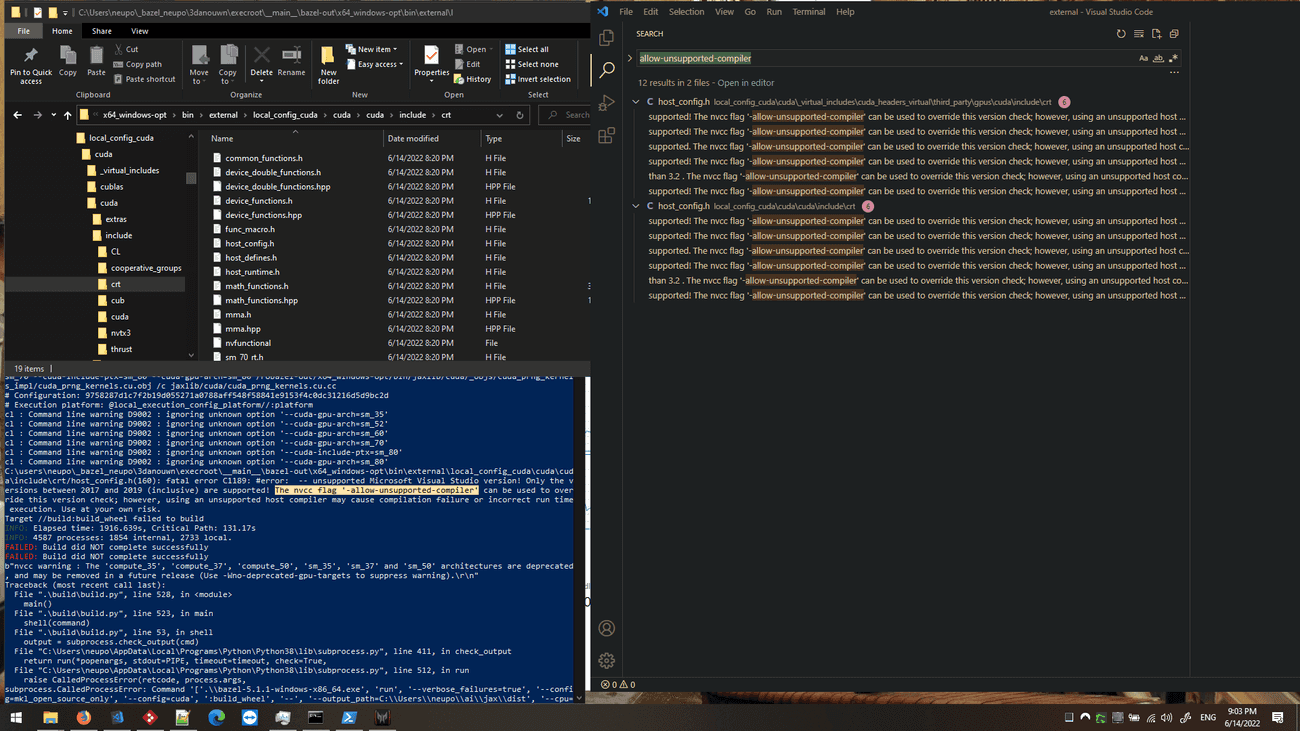 C:\Users\neupo\_bazel_neupo\3danouwn\execroot\__main__\bazel-out\x64_windows-opt\bin\external\l
File
Home
Share
View
Pin to Quick access
Copy
Paste
Cut
Copy path
Paste shortcut
Clipboard
Move to
Copy to
Delete
Rename
Organize
New folder
New item
Easy access
New
Properties
Open
Edit
History
Open
Select all
Select none
Invert selection
Select
x64_windows-opt > bin > external > local_config_cuda > cuda > cuda > include > crt
Search
local_config_cuda
cuda
_virtual_includes
cublas
cuda
extras
include
CL
cooperative_groups
crt
cub
cuda
nvtx3
thrust
Name Date modified Type Size
common_functions.h 6/14/2022 8:20 PM H File
device_double_functions.h 6/14/2022 8:20 PM H File
device_double_functions.hpp 6/14/2022 8:20 PM HPP File
device_functions.h 6/14/2022 8:20 PM H File 1
device_functions.hpp 6/14/2022 8:20 PM HPP File
func_macro.h 6/14/2022 8:20 PM H File
host_config.h 6/14/2022 8:20 PM H File
host_defines.h 6/14/2022 8:20 PM H File
host_runtime.h 6/14/2022 8:20 PM H File
math_functions.h 6/14/2022 8:20 PM H File 3
math_functions.hpp 6/14/2022 8:20 PM HPP File 1
mma.h 6/14/2022 8:20 PM H File
mma.hpp 6/14/2022 8:20 PM HPP File
nvfunctional 6/14/2022 8:20 PM File
sm_70_rt.h 6/14/2022 8:20 PM H File
19 items
s_impl/cuda_prng_kernels.cu.obj /c jaxlib/cuda/cuda_prng_kernels.cu.cc
# Configuration: 9758287d1c7f2b19d055271a0788aff548f58841e9153f4c0dc31216d5d9bc2d
# Execution platform: @local_execution_config_platform//:platform
cl : Command line warning D9002 : ignoring unknown option '--cuda-gpu-arch=sm_35'
cl : Command line warning D9002 : ignoring unknown option '--cuda-gpu-arch=sm_52'
cl : Command line warning D9002 : ignoring unknown option '--cuda-gpu-arch=sm_60'
cl : Command line warning D9002 : ignoring unknown option '--cuda-gpu-arch=sm_70'
cl : Command line warning D9002 : ignoring unknown option '--cuda-include-ptx=sm_80'
cl : Command line warning D9002 : ignoring unknown option '--cuda-gpu-arch=sm_80'
C:\users\neupo\_bazel_neupo\3danouwn\execroot\__main__\bazel-out\x64_windows-opt\bin\external\local_config_cuda\cuda\cu
da\include\crt/host_config.h(160): fatal error C1189: #error:  -- unsupported Microsoft Visual Studio version! Only the v
ersions between 2017 and 2019 (inclusive) are supported! The nvcc flag '-allow-unsupported-compiler' can be used to over
ride this version check; however, using an unsupported host compiler may cause compilation failure or incorrect run time
execution. Use at your own risk.
Target //build:build_wheel failed to build
INFO: Elapsed time: 1916.639s, Critical Path: 131.17s
INFO: 4587 processes: 1854 internal, 2733 local.
FAILED: Build did NOT complete successfully
FAILED: Build did NOT complete successfully
b"nvcc warning : The 'compute_35', 'compute_37', 'compute_50', 'sm_35', 'sm_37' and 'sm_50' architectures are deprecated
, and may be removed in a future release (Use -Wno-deprecated-gpu-targets to suppress warning).\r\n"
Traceback (most recent call last):
File ".\build\build.py", line 528, in <module>
main()
File ".\build\build.py", line 523, in main
shell(command)
File ".\build\build.py", line 53, in shell
output = subprocess.check_output(cmd)
File "C:\Users\neupo\AppData\Local\Programs\Python\Python38\lib\subprocess.py", line 411, in check_output
return run(*popenargs, stdout=PIPE, timeout=timeout, check=True,
File "C:\Users\neupo\AppData\Local\Programs\Python\Python38\lib\subprocess.py", line 512, in run
raise CalledProcessError(retcode, process.args,
subprocess.CalledProcessError: Command '['.\\bazel-5.1.1-windows-x86_64.exe', 'run', '--verbose_failures=true', '--confi
g=mkl_open_source_only', '--config=cuda', ':build_wheel', '--', '--output_path=C:\\Users\\neupo\\ai\\jax\\dist', '--cpu=
File Edit Selection View Go Run Terminal Help
external - Visual Studio Code
SEARCH
allow-unsupported-compiler
Aa ab .*
12 results in 2 files - Open in editor
C host_config.h local_config_cuda\cuda\_virtual_includes\cuda_headers_virtual\third_party\gpus\cuda\include\crt 6
supported! The nvcc flag '-allow-unsupported-compiler' can be used to override this version check; however, using an unsupported host ...
supported! The nvcc flag '-allow-unsupported-compiler' can be used to override this version check; however, using an unsupported host ...
supported. The nvcc flag '-allow-unsupported-compiler' can be used to override this version check; however, using an unsupported host c...
supported! The nvcc flag '-allow-unsupported-compiler' can be used to override this version check; however, using an unsupported host ...
than 3.2 . The nvcc flag '-allow-unsupported-compiler' can be used to override this version check; however, using an unsupported host co...
supported! The nvcc flag '-allow-unsupported-compiler' can be used to override this version check; however, using an unsupported host ...
C host_config.h local_config_cuda\cuda\cuda\include\crt 6
supported! The nvcc flag '-allow-unsupported-compiler' can be used to override this version check; however, using an unsupported host ...
supported! The nvcc flag '-allow-unsupported-compiler' can be used to override this version check; however, using an unsupported host ...
supported. The nvcc flag '-allow-unsupported-compiler' can be used to override this version check; however, using an unsupported host c...
supported! The nvcc flag '-allow-unsupported-compiler' can be used to override this version check; however, using an unsupported host ...
than 3.2 . The nvcc flag '-allow-unsupported-compiler' can be used to override this version check; however, using an unsupported host co...
supported! The nvcc flag '-allow-unsupported-compiler' can be used to override this version check; however, using an unsupported host ...
0 0
ENG
9:03 PM
6/14/2022